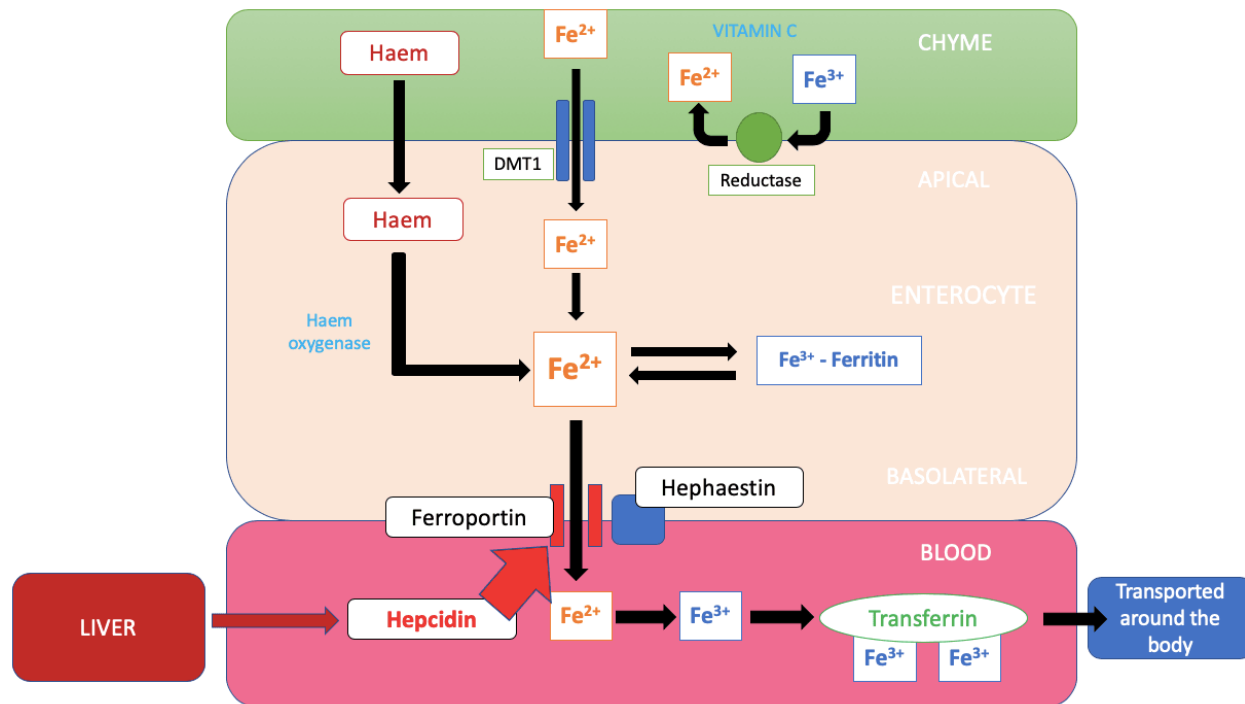 Fe²⁺
VITAMIN C
CHYME
Haem
Fe²⁺
Fe³⁺
DMT1
Reductase
APICAL
Haem
Fe²⁺
ENTEROCYTE
Haem
oxygenase
Fe²⁺
Fe³⁺ - Ferritin
BASOLATERAL
Hephaestin
Ferroportin
BLOOD
LIVER
Hepcidin
Fe²⁺
Fe³⁺
Transferrin
Fe³⁺
Fe³⁺
Transported
around the
body